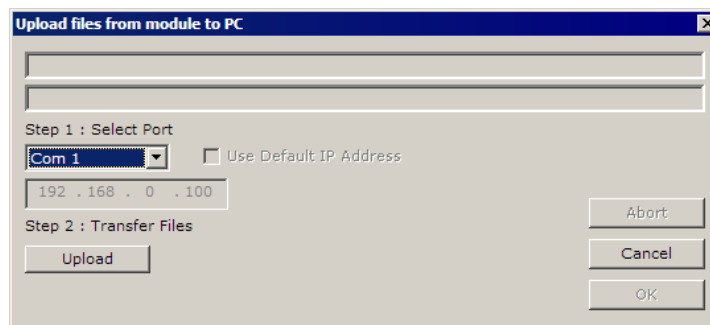 Upload files from module to PC
Step 1 : Select Port
Com 1
Use Default IP Address
192 . 168 . 0 . 100
Step 2 : Transfer Files
Upload
Abort
Cancel
OK